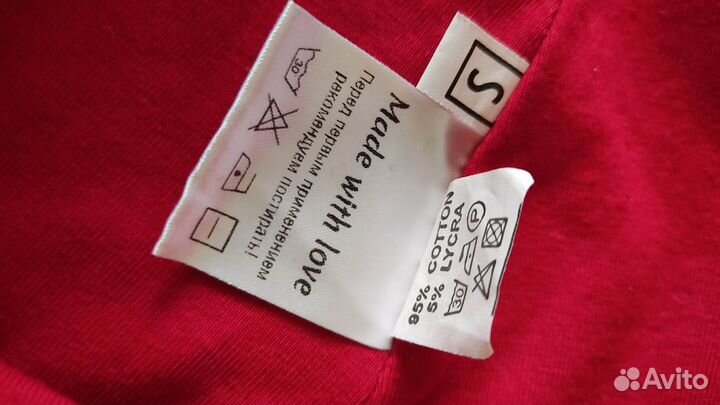 Made with love
Перед первым применением
рекомендуем постирать!
30
S
95% COTTON
5% LYCRA
30
P
Avito